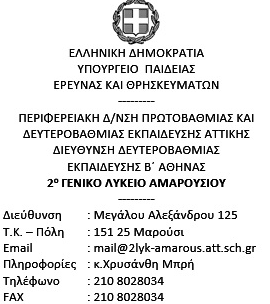 ΕΛΛΗΝΙΚΗ ΔΗΜΟΚΡΑΤΙΑ
ΥΠΟΥΡΓΕΙΟ ΠΑΙΔΕΙΑΣ
ΕΡΕΥΝΑΣ ΚΑΙ ΘΡΗΣΚΕΥΜΑΤΩΝ
---------
ΠΕΡΙΦΕΡΕΙΑΚΗ Δ/ΝΣΗ ΠΡΩΤΟΒΑΘΜΙΑΣ ΚΑΙ
ΔΕΥΤΕΡΟΒΑΘΜΙΑΣ ΕΚΠΑΙΔΕΥΣΗΣ ΑΤΤΙΚΗΣ
ΔΙΕΥΘΥΝΣΗ ΔΕΥΤΕΡΟΒΑΘΜΙΑΣ
ΕΚΠΑΙΔΕΥΣΗΣ Β΄ ΑΘΗΝΑΣ
2ο ΓΕΝΙΚΟ ΛΥΚΕΙΟ ΑΜΑΡΟΥΣΙΟΥ
---------
Διεύθυνση : Μεγάλου Αλεξάνδρου 125
Τ.Κ. – Πόλη : 151 25 Μαρούσι
Email : mail@2lyk-amarous.att.sch.gr
Πληροφορίες : κ.Χρυσάνθη Μπρή
Τηλέφωνο : 210 8028034
FAX : 210 8028034